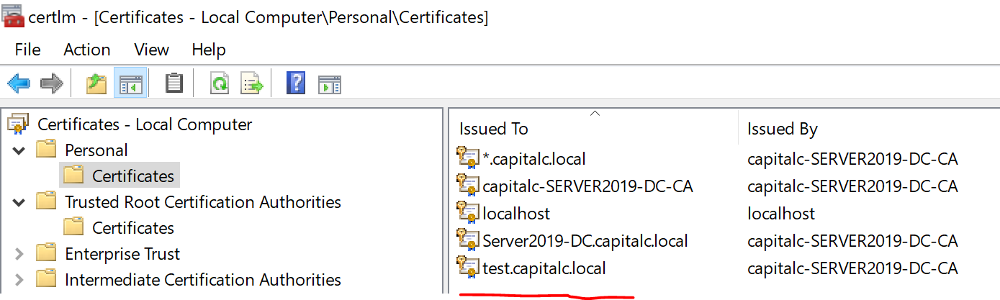 certlm - [Certificates - Local Computer\Personal\Certificates]
File Action View Help
Certificates - Local Computer
Personal
Certificates
Trusted Root Certification Authorities
Certificates
Enterprise Trust
Intermediate Certification Authorities
Issued To Issued By
*.capitalc.local capitalc-SERVER2019-DC-CA
capitalc-SERVER2019-DC-CA capitalc-SERVER2019-DC-CA
localhost localhost
Server2019-DC.capitalc.local capitalc-SERVER2019-DC-CA
test.capitalc.local capitalc-SERVER2019-DC-CA